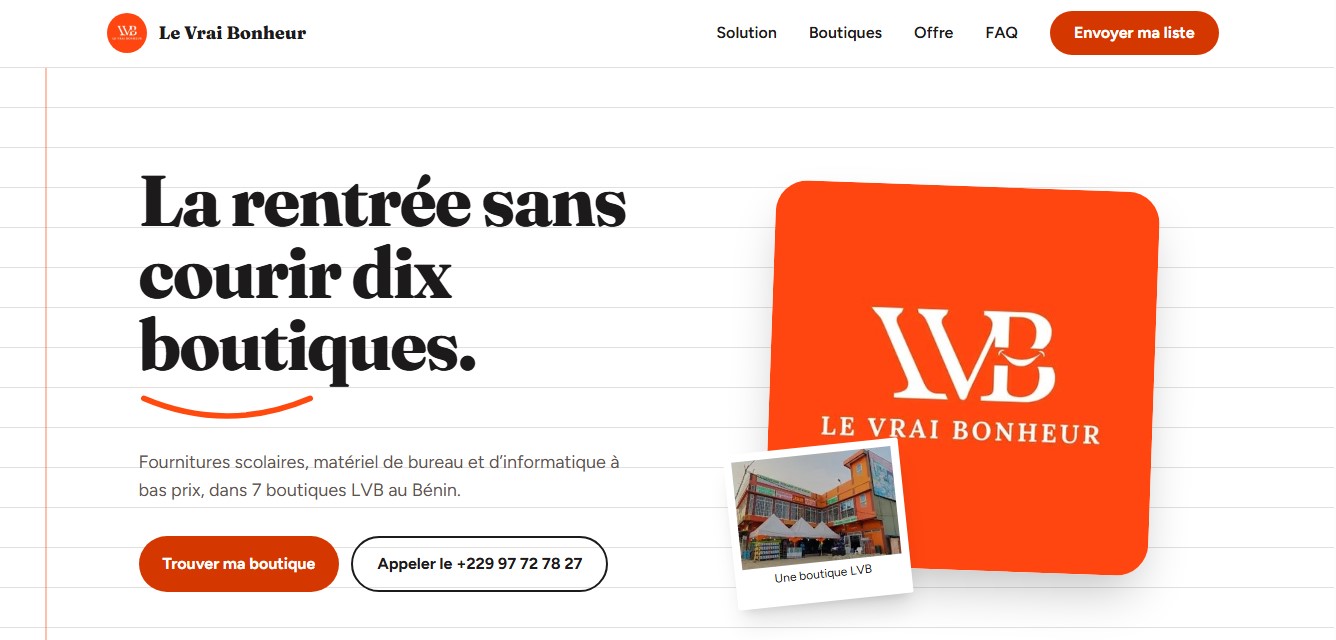 LVB
Le Vrai Bonheur
Solution
Boutiques
Offre
FAQ
Envoyer ma liste
La rentrée sans
courir dix
boutiques.
Fournitures scolaires, matériel de bureau et d’informatique à
bas prix, dans 7 boutiques LVB au Bénin.
Trouver ma boutique
Appeler le +229 97 72 78 27
LVB
LE VRAI BONHEUR
Une boutique LVB